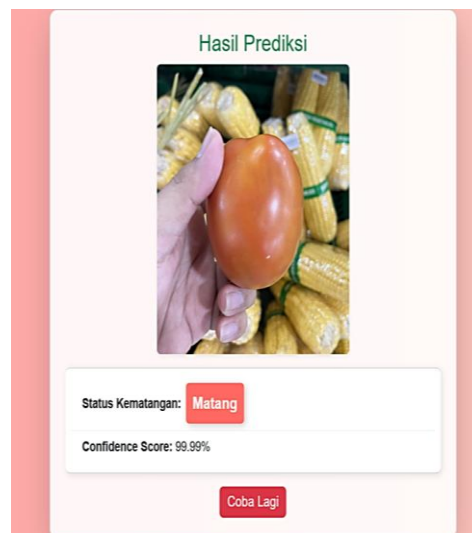 Hasil Prediksi
Status Kematangan: Matang
Confidence Score: 99.99%
Coba Lagi